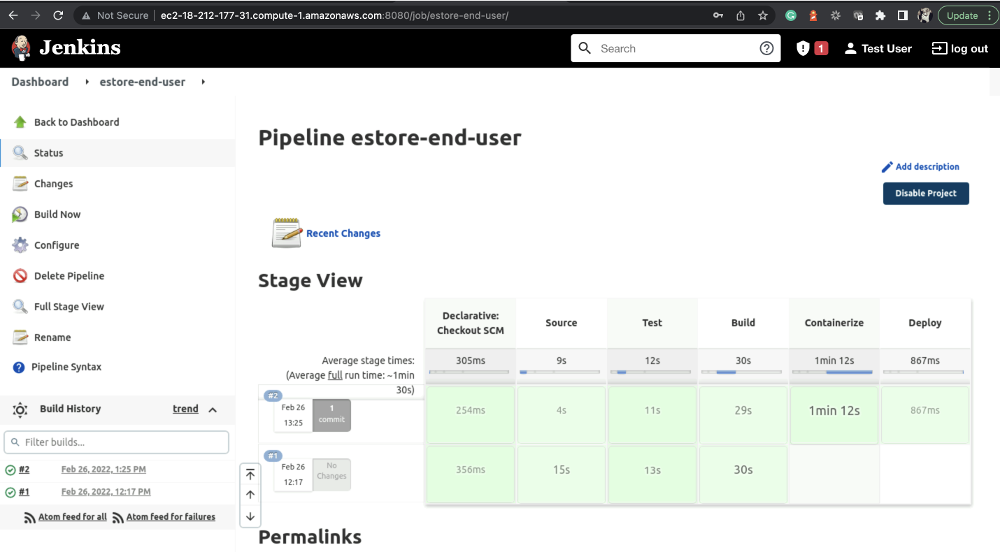 Not Secure ec2-18-212-177-31.compute-1.amazonaws.com:8080/job/estore-end-user/
Update
Jenkins
Search
1
Test User
log out
Dashboard
estore-end-user
Back to Dashboard
Status
Changes
Build Now
Configure
Delete Pipeline
Full Stage View
Rename
Pipeline Syntax
Build History
trend
Filter builds...
#2 Feb 26, 2022, 1:25 PM
#1 Feb 26, 2022, 12:17 PM
Atom feed for all Atom feed for failures
Pipeline estore-end-user
Add description
Disable Project
Recent Changes
Stage View
Declarative:
Checkout SCM
Source
Test
Build
Containerize
Deploy
Average stage times:
(Average full run time: ~1min
30s)
305ms 9s 12s 30s 1min 12s 867ms
#2
Feb 26
13:25
1
commit
254ms 4s 11s 29s 1min 12s 867ms
#1
Feb 26
12:17
No
Changes
356ms 15s 13s 30s
Permalinks